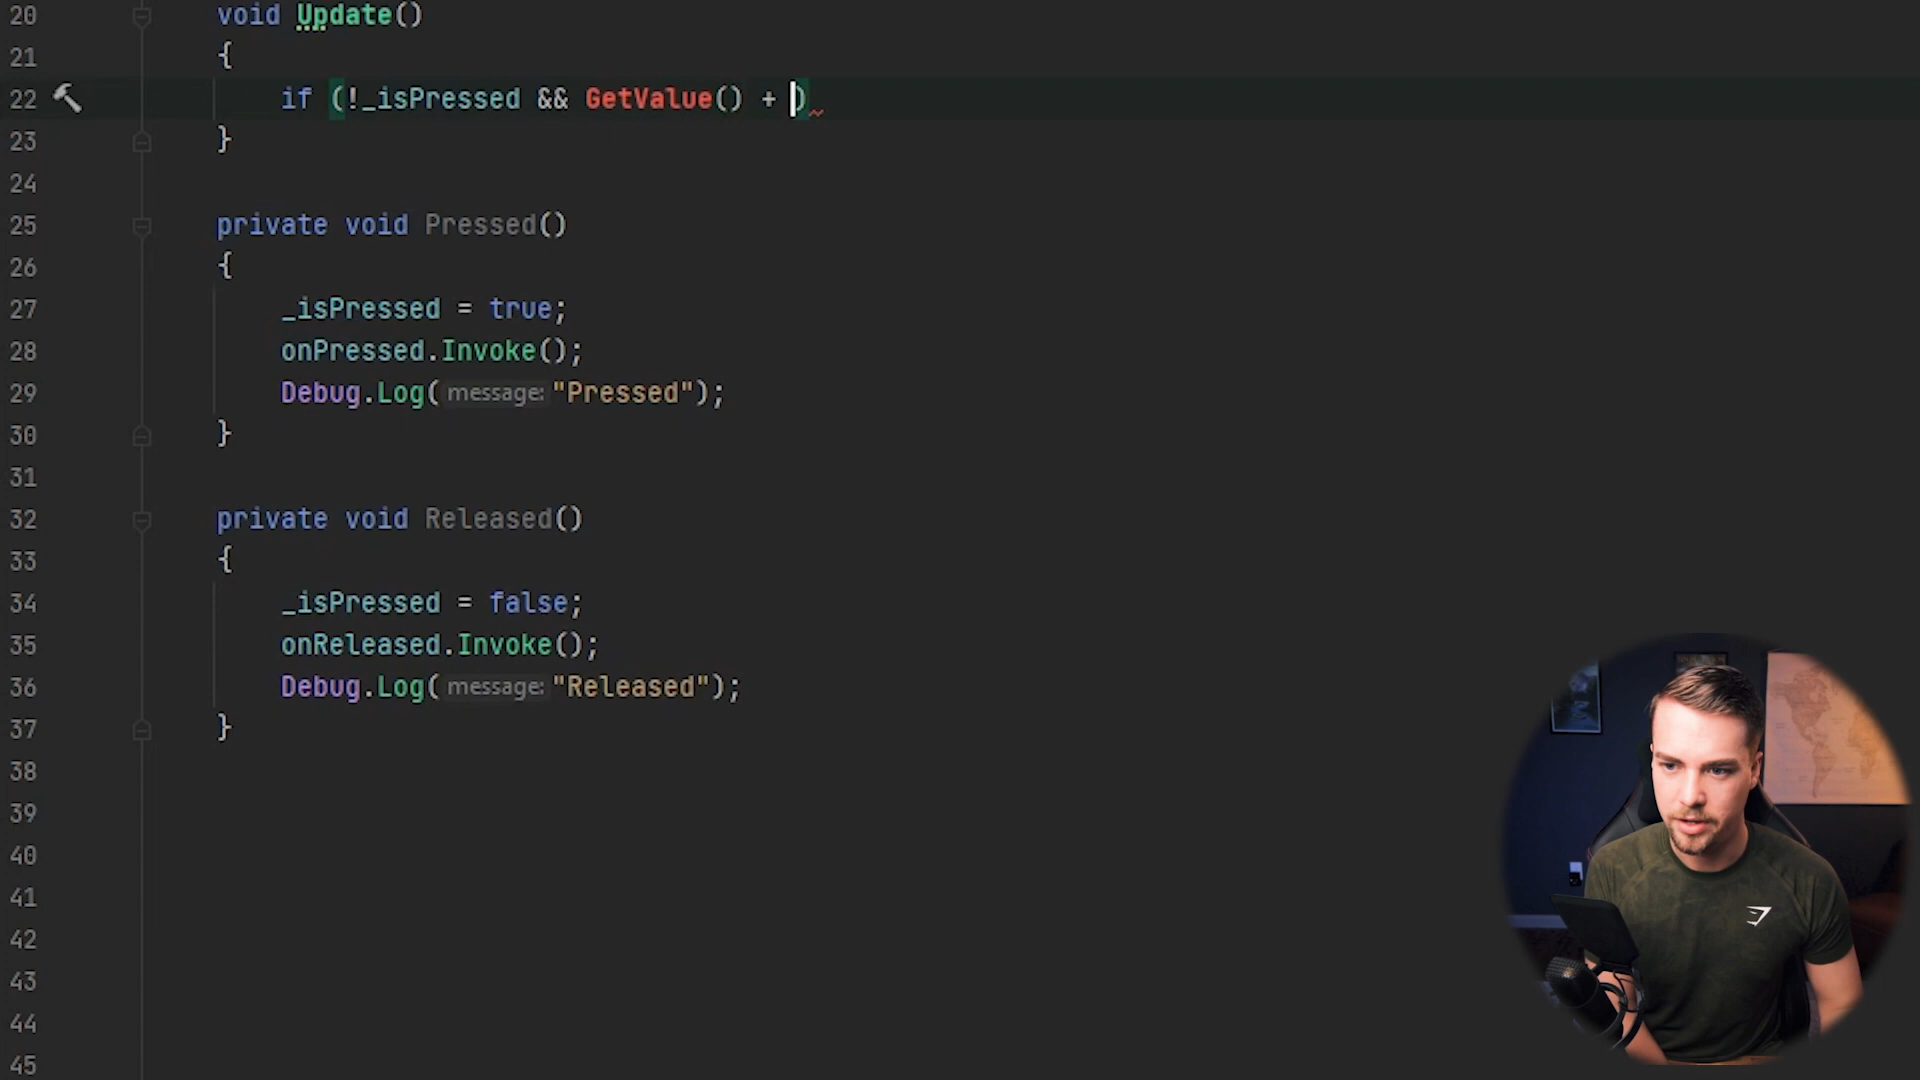 20 void Update()
21 {
22 if (!_isPressed && GetValue() + )
23 }
24
25 private void Pressed()
26 {
27 _isPressed = true;
28 onPressed.Invoke();
29 Debug.Log( message: "Pressed");
30 }
31
32 private void Released()
33 {
34 _isPressed = false;
35 onReleased.Invoke();
36 Debug.Log( message: "Released");
37 }
38
39
40
41
42
43
44
45